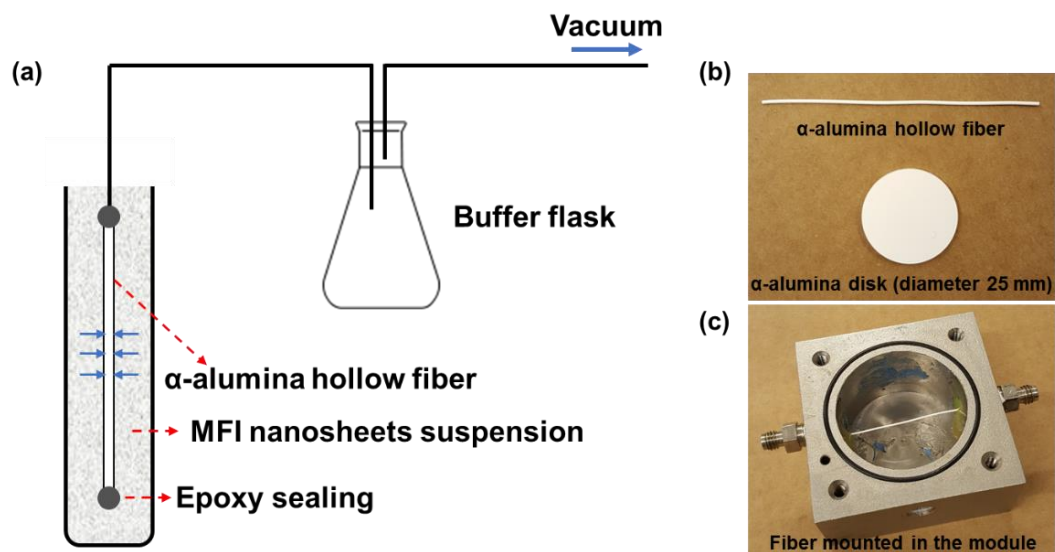 (a)
Vacuum
Buffer flask
α-alumina hollow fiber
MFI nanosheets suspension
Epoxy sealing
(b)
α-alumina hollow fiber
α-alumina disk (diameter 25 mm)
(c)
Fiber mounted in the module